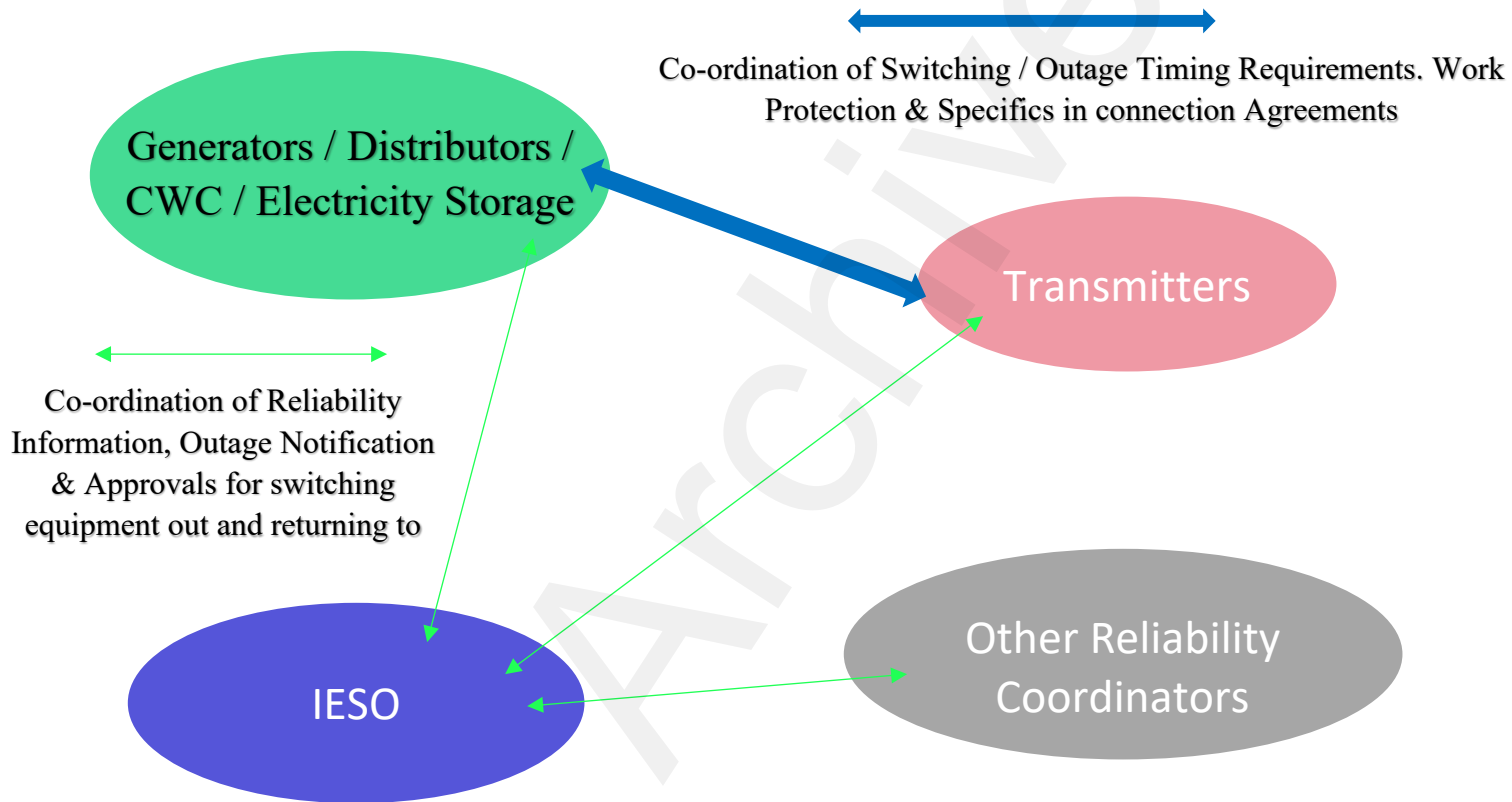 Co-ordination of Switching / Outage Timing Requirements. Work
Protection & Specifics in connection Agreements
Generators / Distributors /
CWC / Electricity Storage
Transmitters
Co-ordination of Reliability
Information, Outage Notification
& Approvals for switching
equipment out and returning to
Other Reliability
Coordinators
IESO
Archive